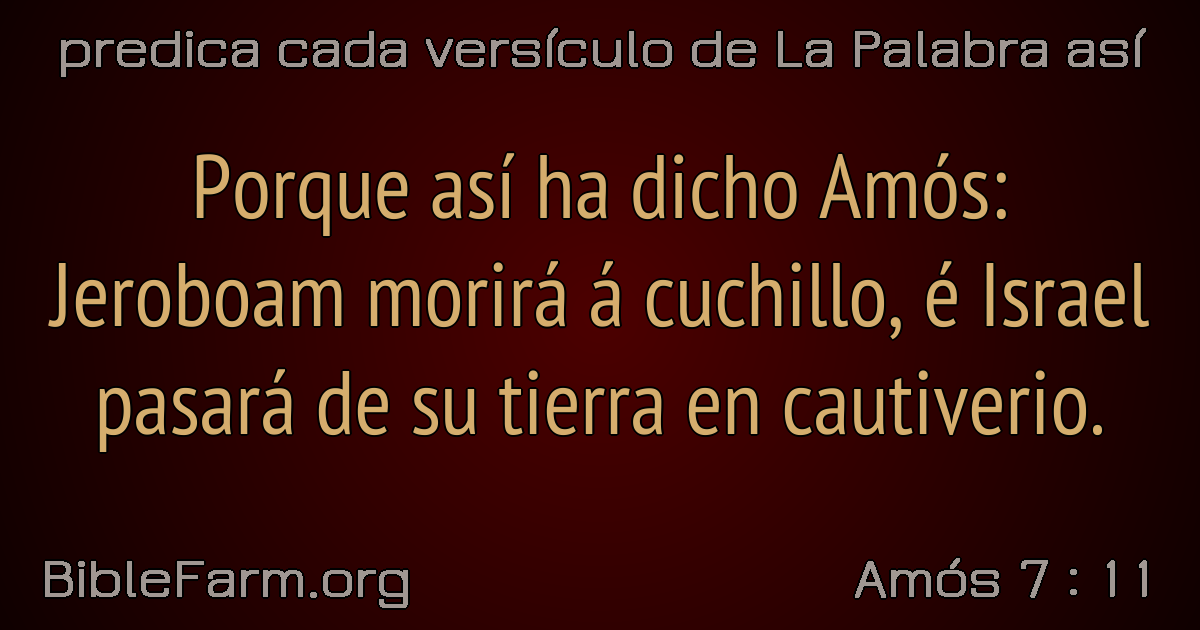 predica cada versículo de La Palabra así
Porque así ha dicho Amós:
Jeroboam morirá á cuchillo, é Israel
pasará de su tierra en cautiverio.
BibleFarm.org
Amós 7 : 11